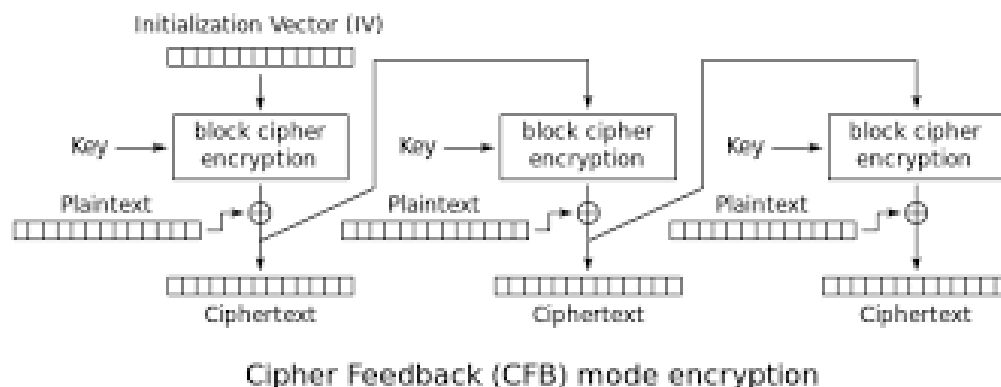 Initialization Vector (IV)
Key
block cipher
encryption
Key
block cipher
encryption
Key
block cipher
encryption
Plaintext
Plaintext
Plaintext
Ciphertext
Ciphertext
Ciphertext
Cipher Feedback (CFB) mode encryption